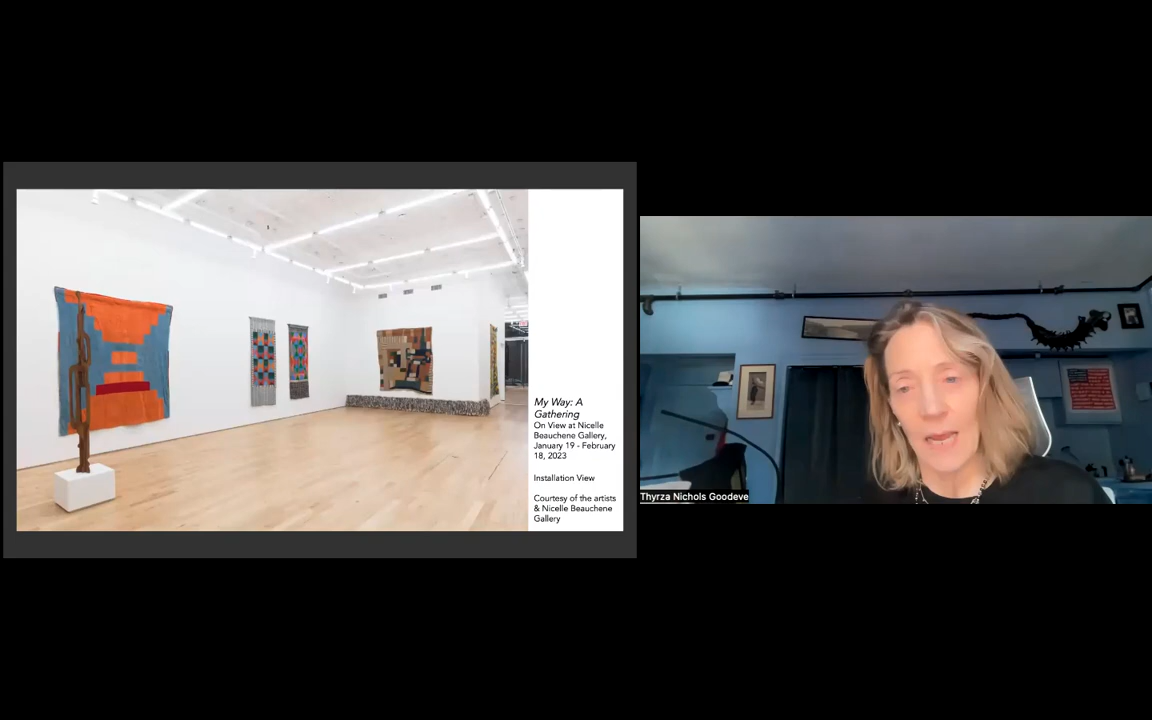 My Way: A
Gathering
On View at Nicelle
Beauchene Gallery,
January 19 - February
18, 2023
Installation View
Courtesy of the artists
& Nicelle Beauchene
Gallery
Thyrza Nichols Goodeve